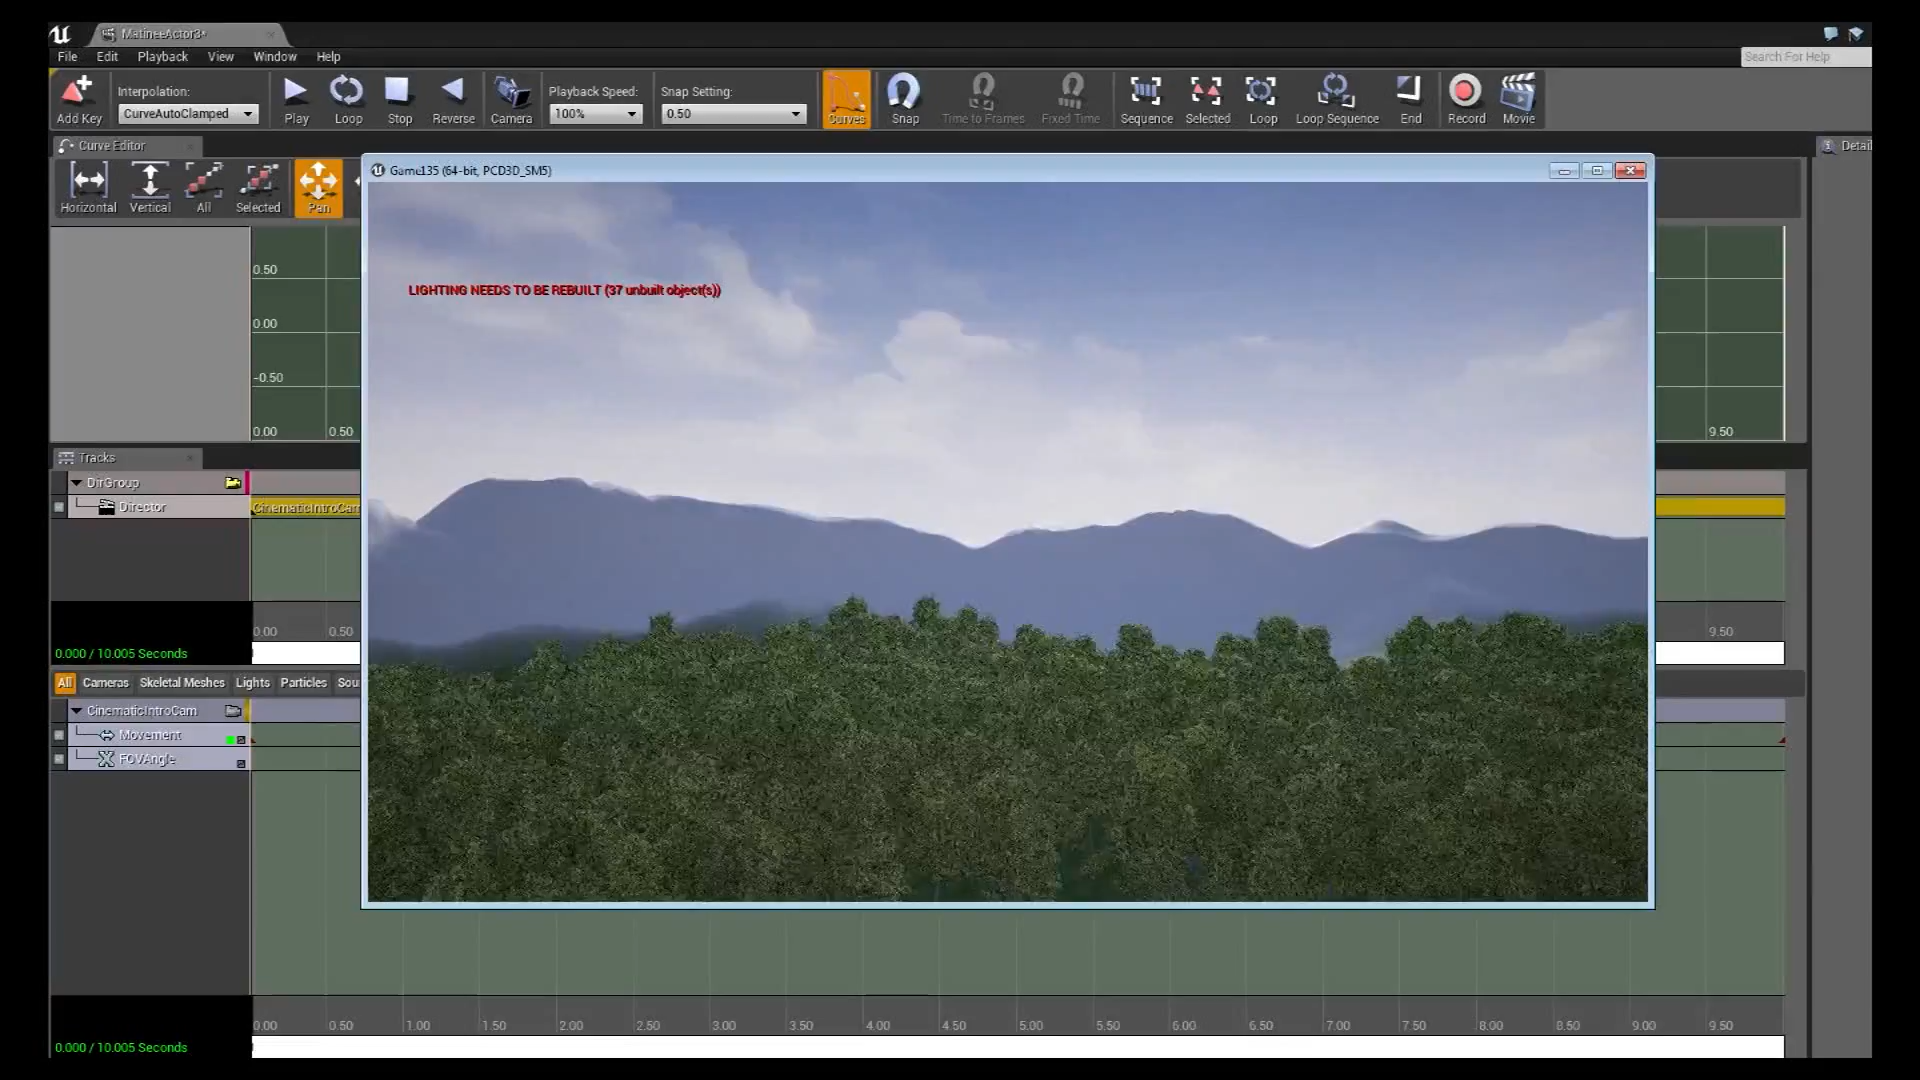 MatineeActor3*
File Edit Playback View Window Help
Search For Help
Add Key
Interpolation:
CurveAutoClamped
Play
Loop
Stop
Reverse
Camera
Playback Speed:
100%
Snap Setting:
0.50
Curves
Snap
Time to Frames
Fixed Time
Sequence
Selected
Loop
Loop Sequence
End
Record
Movie
Curve Editor
Detai
Horizontal
Vertical
All
Selected
Pan
Game135 (64-bit, PCD3D_SM5)
LIGHTING NEEDS TO BE REBUILT (37 unbuilt object(s))
0.50
0.00
-0.50
0.00 0.50 9.50
Tracks
DirGroup
Director
CinematicIntroCam
0.00 0.50 9.50
0.000 / 10.005 Seconds
All Cameras Skeletal Meshes Lights Particles Sou
CinematicIntroCam
Movement
FOVAngle
0.00 0.50 1.00 1.50 2.00 2.50 3.00 3.50 4.00 4.50 5.00 5.50 6.00 6.50 7.00 7.50 8.00 8.50 9.00 9.50
0.000 / 10.005 Seconds